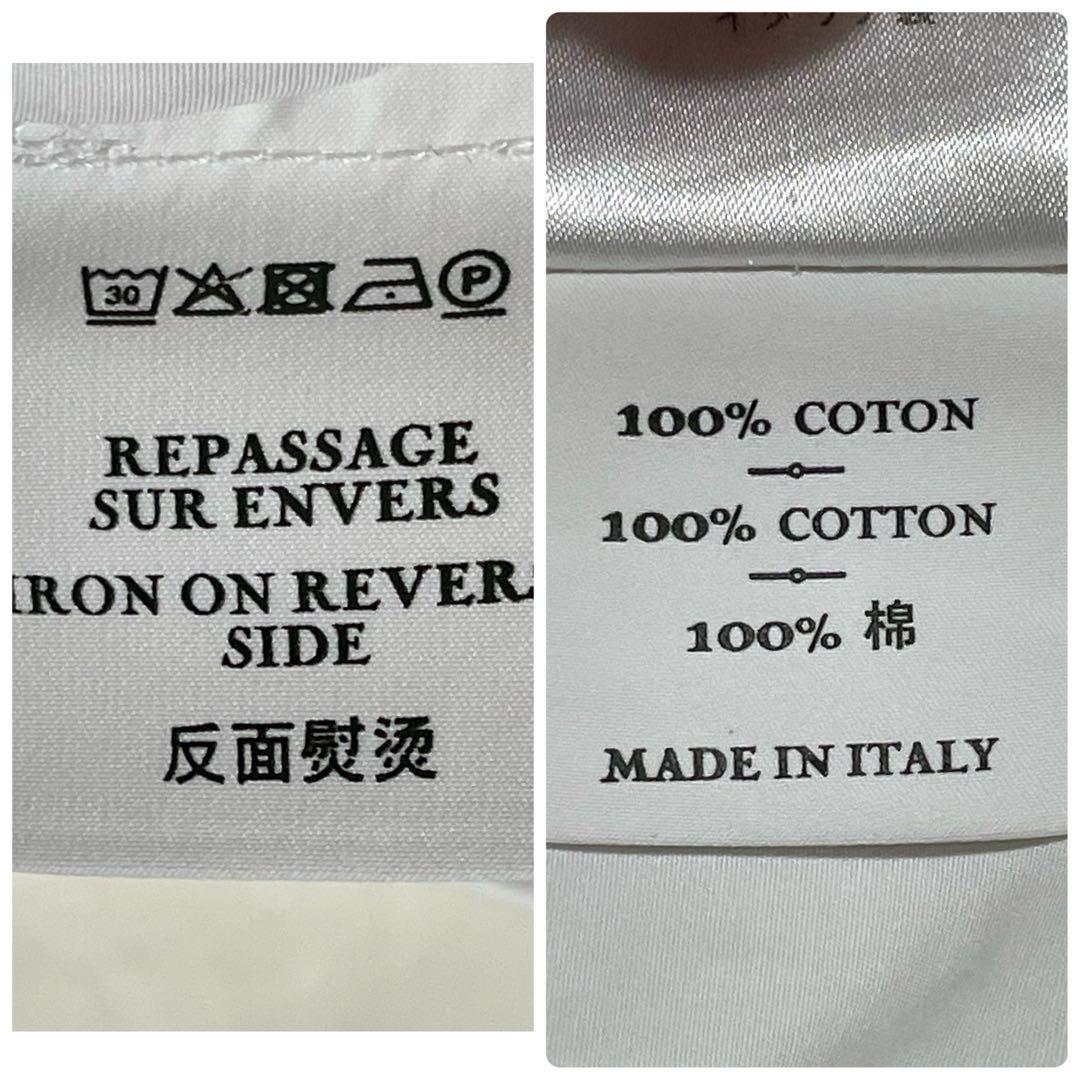 30 P
REPASSAGE
SUR ENVERS
IRON ON REVER
SIDE
反面熨烫
100% COTON
100% COTTON
100% 棉
MADE IN ITALY